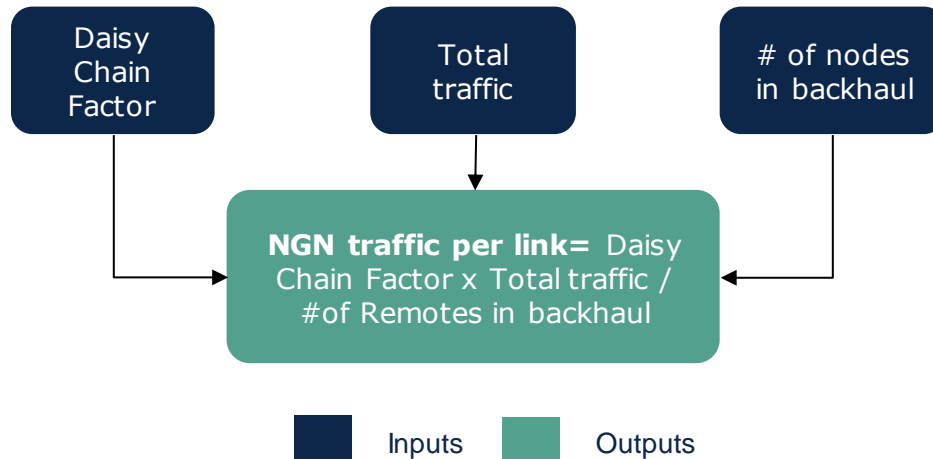 Daisy
Chain
Factor
Total
traffic
# of nodes
in backhaul
NGN traffic per link= Daisy
Chain Factor x Total traffic /
#of Remotes in backhaul
Inputs
Outputs